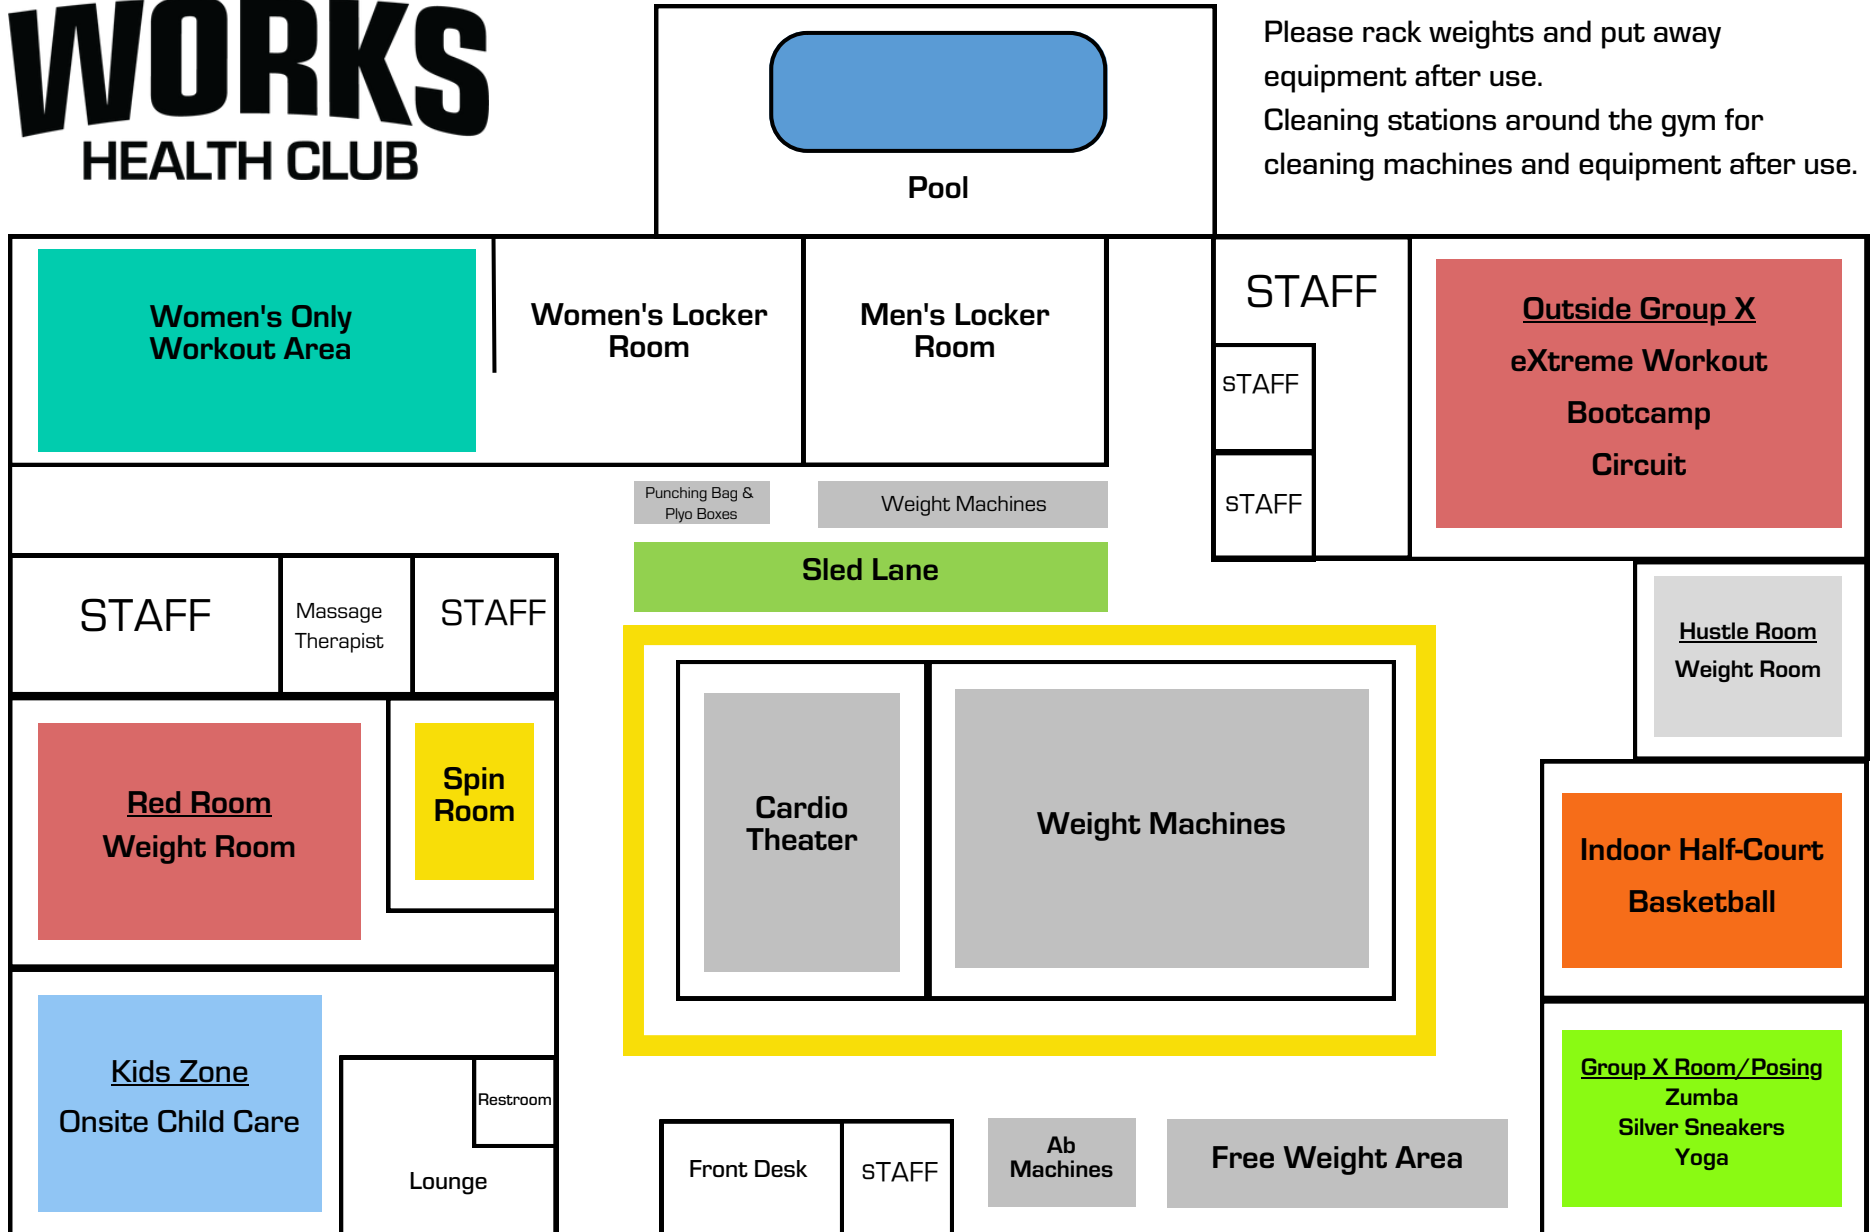 WORKS
HEALTH CLUB
Please rack weights and put away
equipment after use.
Cleaning stations around the gym for
cleaning machines and equipment after use.
Pool
Women's Only
Workout Area
Women's Locker
Room
Men's Locker
Room
STAFF
sTAFF
sTAFF
Outside Group X
eXtreme Workout
Bootcamp
Circuit
Punching Bag &
Plyo Boxes
Weight Machines
Sled Lane
STAFF
Massage
Therapist
STAFF
Hustle Room
Weight Room
Red Room
Weight Room
Spin
Room
Cardio
Theater
Weight Machines
Indoor Half-Court
Basketball
Kids Zone
Onsite Child Care
Restroom
Lounge
Front Desk
sTAFF
Ab
Machines
Free Weight Area
Group X Room/Posing
Zumba
Silver Sneakers
Yoga